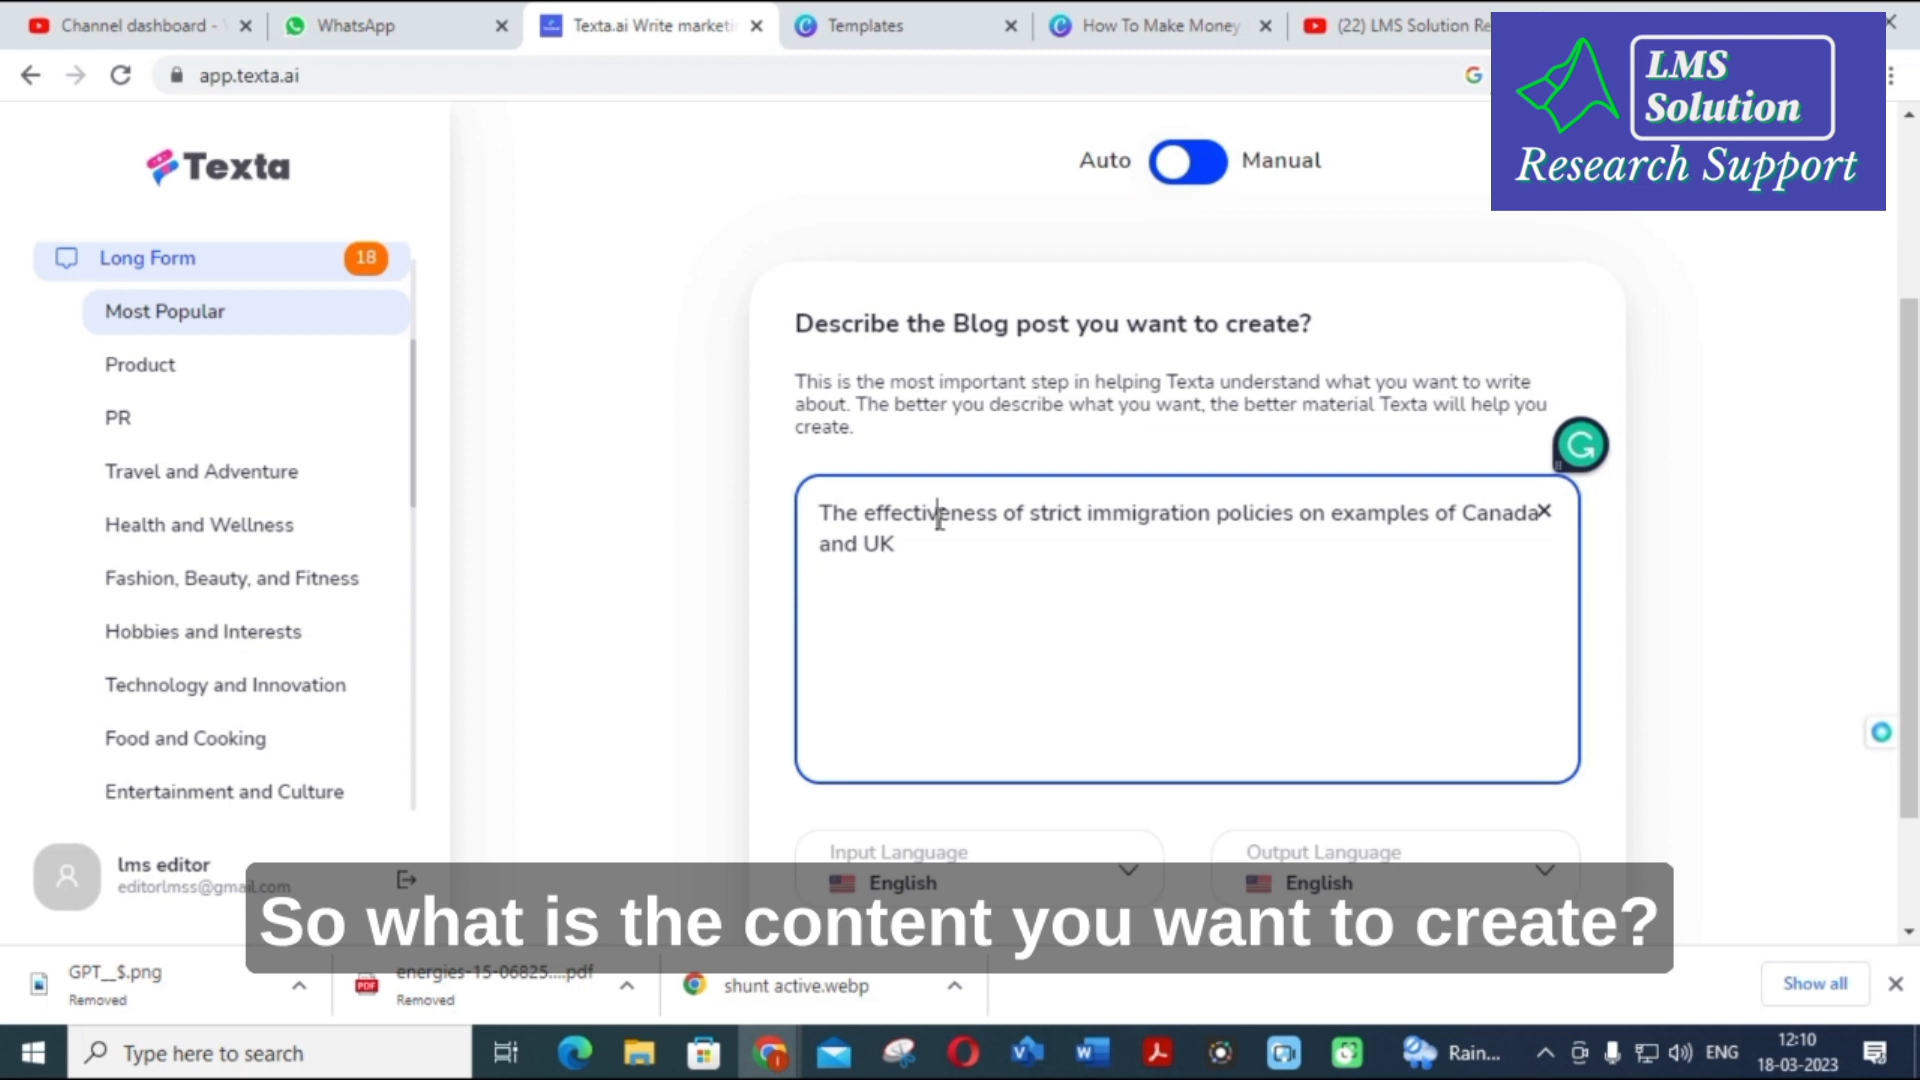 Channel dashboard -
WhatsApp
Texta.ai Write marketi
Templates
How To Make Money
(22) LMS Solution Re
app.texta.ai
LMS
Solution
Research Support
Texta
Auto
Manual
Long Form
18
Most Popular
Product
PR
Travel and Adventure
Health and Wellness
Fashion, Beauty, and Fitness
Hobbies and Interests
Technology and Innovation
Food and Cooking
Entertainment and Culture
lms editor
editorlmss@gmail.com
Describe the Blog post you want to create?
This is the most important step in helping Texta understand what you want to write
about. The better you describe what you want, the better material Texta will help you
create.
The effectiveness of strict immigration policies on examples of Canada
and UK
Input Language
English
Output Language
English
So what is the content you want to create?
GPT__$.png
Removed
energies-15-06825....pdf
Removed
shunt active.webp
Show all
Type here to search
Rain...
ENG
12:10
18-03-2023